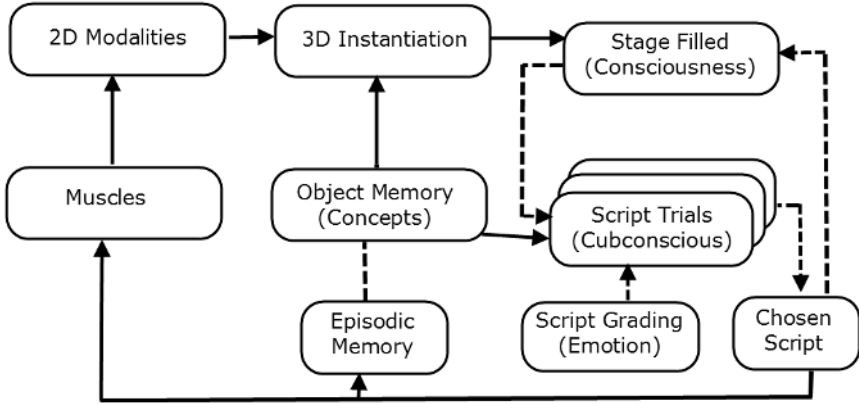 2D Modalities
3D Instantiation
Stage Filled
(Consciousness)
Muscles
Object Memory
(Concepts)
Script Trials
(Cubconscious)
Episodic
Memory
Script Grading
(Emotion)
Chosen
Script